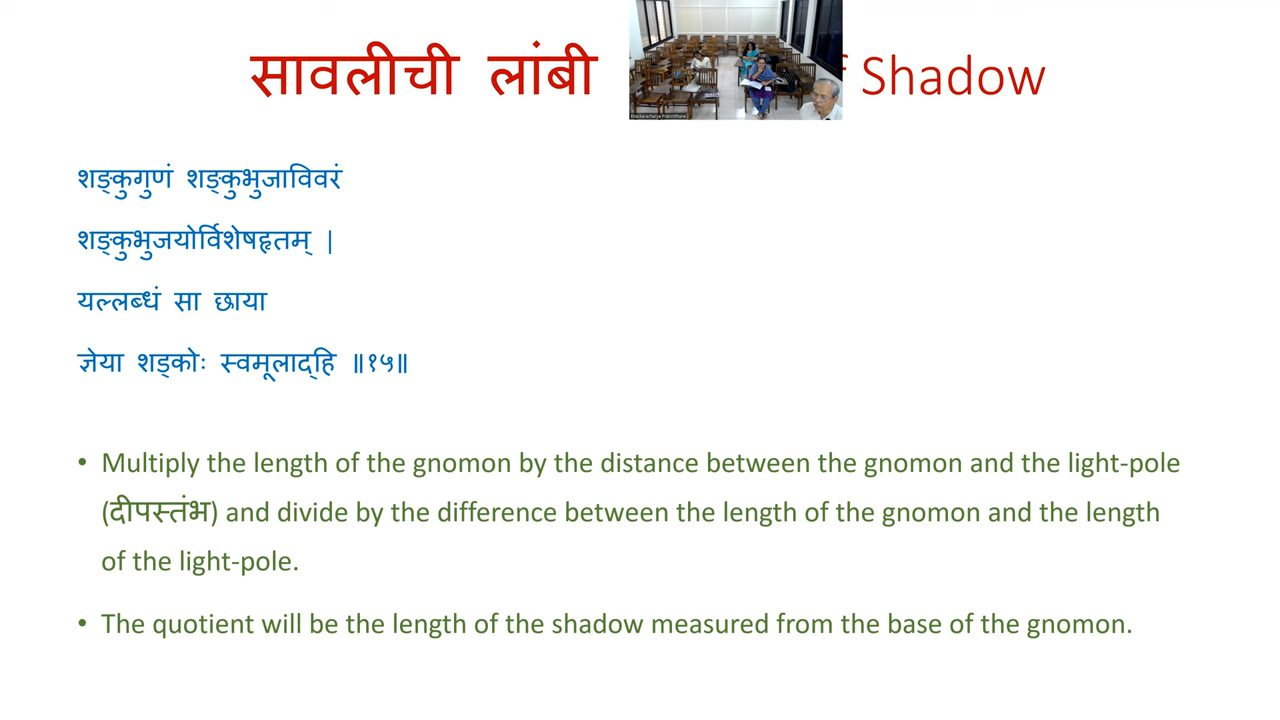 सावलीची लांबी Shadow
शङ्कुगुणं शङ्कुभुजाविवरं
शङ्कुभुजयोर्विशेषहृतम् |
यल्लब्धं सा छाया
ज्ञेया शङ्कोः स्वमूलाद्‌हि ॥१५॥
• Multiply the length of the gnomon by the distance between the gnomon and the light-pole
(दीपस्तंभ) and divide by the difference between the length of the gnomon and the length
of the light-pole.
• The quotient will be the length of the shadow measured from the base of the gnomon.
Bhaskaracharya Pratishthana